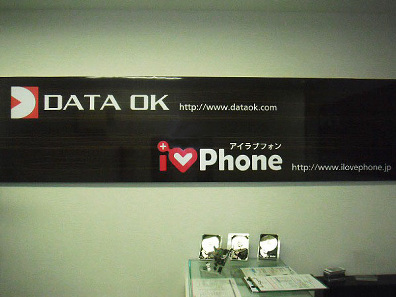 DATA OK http://www.dataok.com
アイラブフォン
i Phone http://www.ilovephone.jp